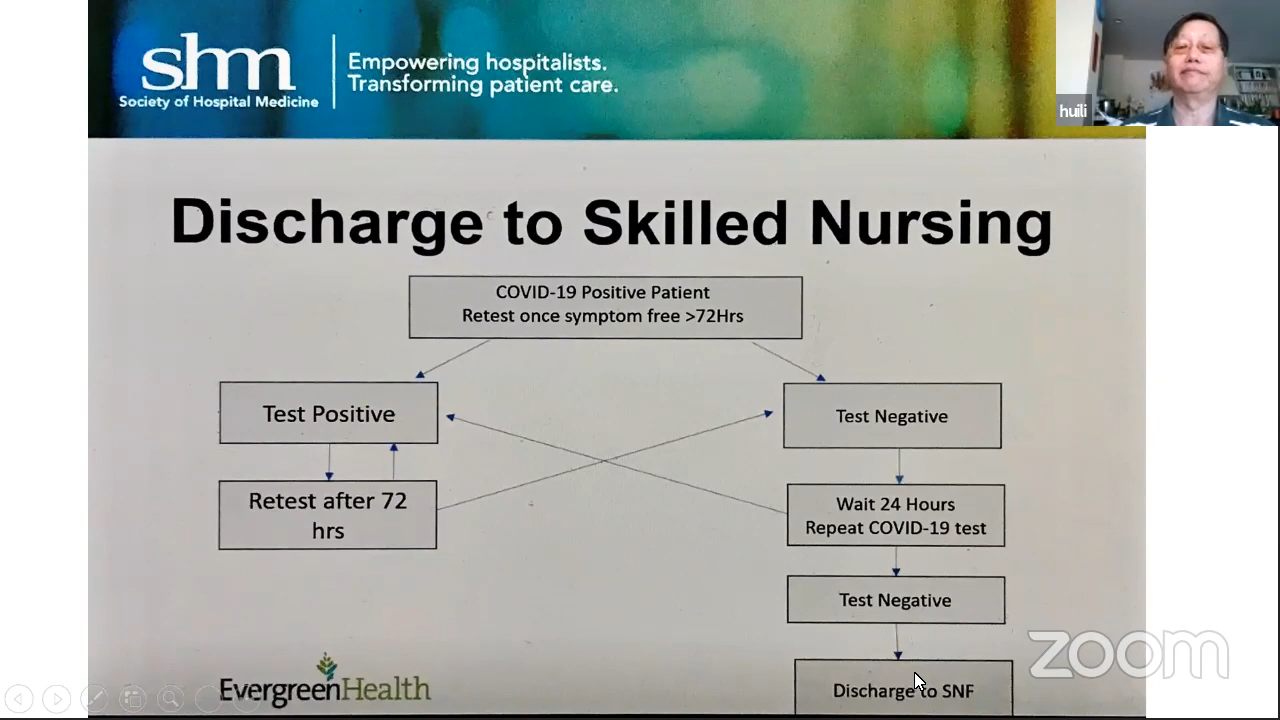 shm
Society of Hospital Medicine
Empowering hospitalists.
Transforming patient care.
huili
Discharge to Skilled Nursing
COVID-19 Positive Patient
Retest once symptom free >72Hrs
Test Positive
Test Negative
Retest after 72
hrs
Wait 24 Hours
Repeat COVID-19 test
Test Negative
Discharge to SNF
EvergreenHealth
zoom